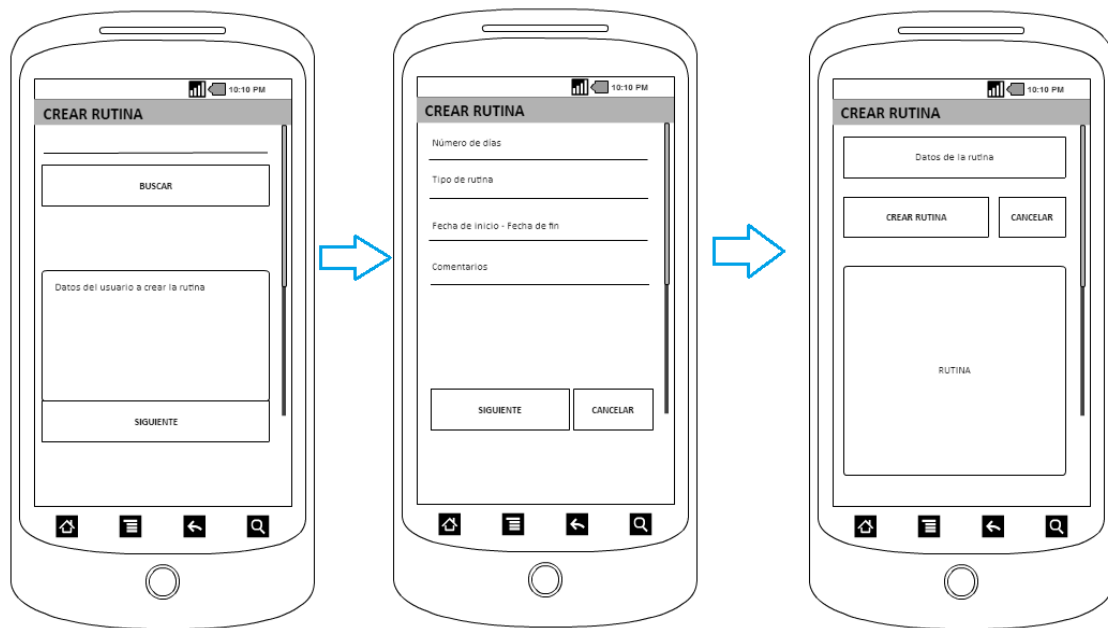 10:10 PM
CREAR RUTINA
BUSCAR
Datos del usuario a crear la rutina
SIGUIENTE
10:10 PM
CREAR RUTINA
Número de días
Tipo de rutina
Fecha de inicio - Fecha de fin
Comentarios
SIGUIENTE CANCELAR
10:10 PM
CREAR RUTINA
Datos de la rutina
CREAR RUTINA CANCELAR
RUTINA